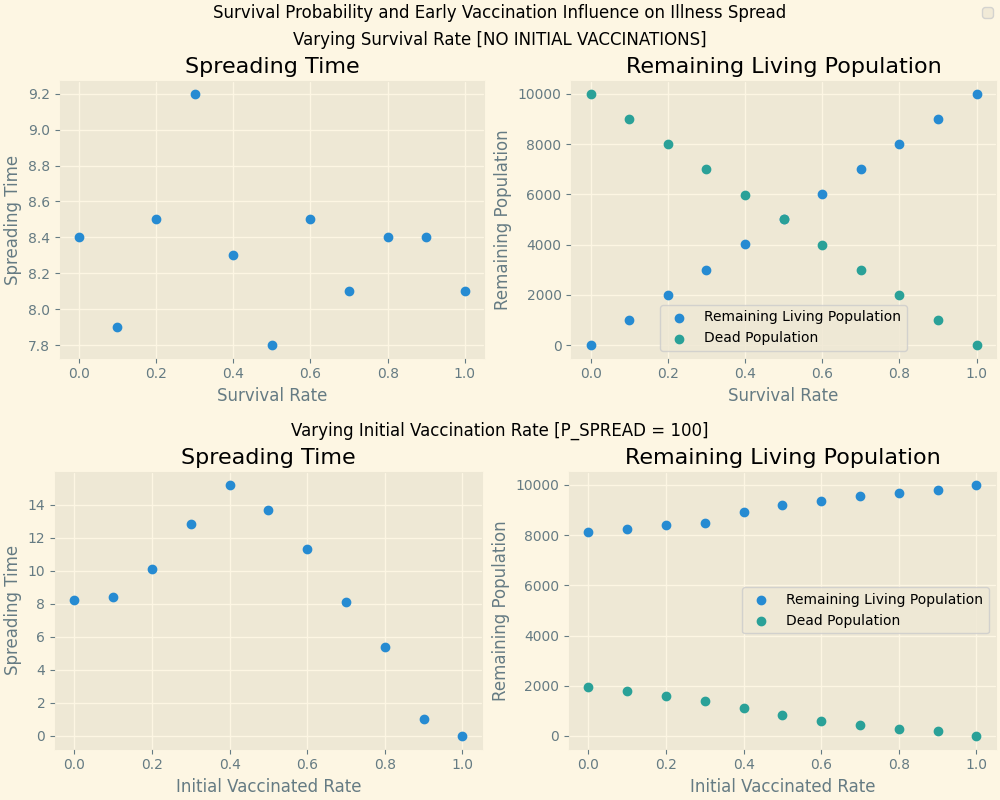 Survival Probability and Early Vaccination Influence on Illness Spread
Varying Survival Rate [NO INITIAL VACCINATIONS]
Spreading Time
Spreading Time
9.2
9.0
8.8
8.6
8.4
8.2
8.0
7.8
0.0 0.2 0.4 0.6 0.8 1.0
Survival Rate
Remaining Living Population
Remaining Population
10000
8000
6000
4000
2000
0
Remaining Living Population
Dead Population
0.0 0.2 0.4 0.6 0.8 1.0
Survival Rate
Varying Initial Vaccination Rate [P_SPREAD = 100]
Spreading Time
Spreading Time
14
12
10
8
6
4
2
0
0.0 0.2 0.4 0.6 0.8 1.0
Initial Vaccinated Rate
Remaining Living Population
Remaining Population
10000
8000
6000
4000
2000
0
Remaining Living Population
Dead Population
0.0 0.2 0.4 0.6 0.8 1.0
Initial Vaccinated Rate